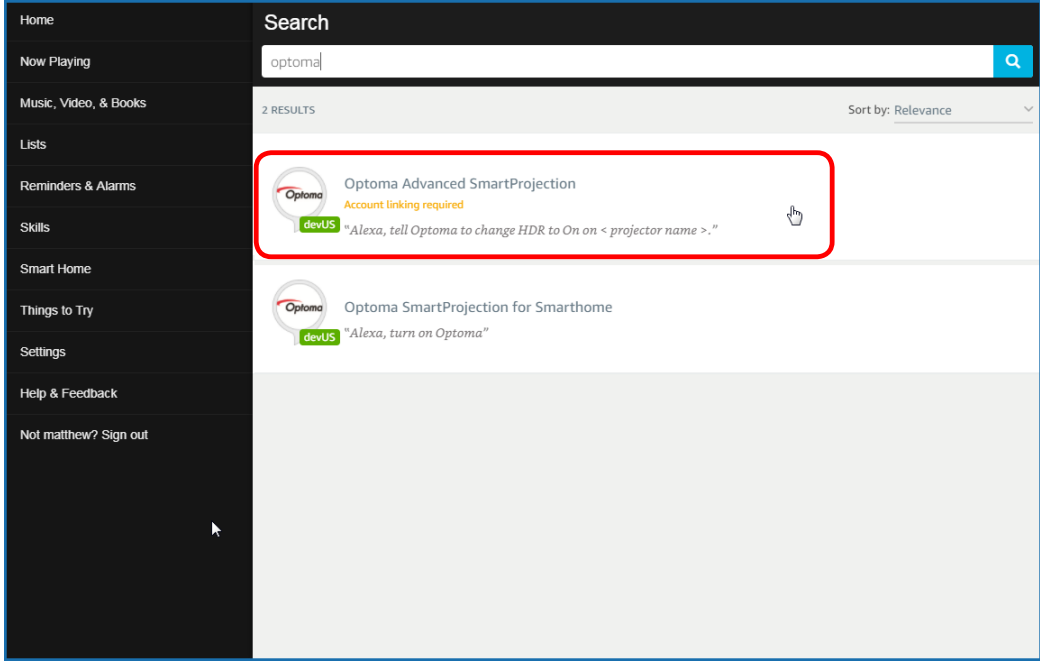 Home
Now Playing
Music, Video, & Books
Lists
Reminders & Alarms
Skills
Smart Home
Things to Try
Settings
Help & Feedback
Not matthew? Sign out
Search
optoma
2 RESULTS
Sort by: Relevance
Optoma
devUS
Optoma Advanced SmartProjection
Account linking required
"Alexa, tell Optoma to change HDR to On on < projector name >."
Optoma
devUS
Optoma SmartProjection for Smarthome
"Alexa, turn on Optoma"